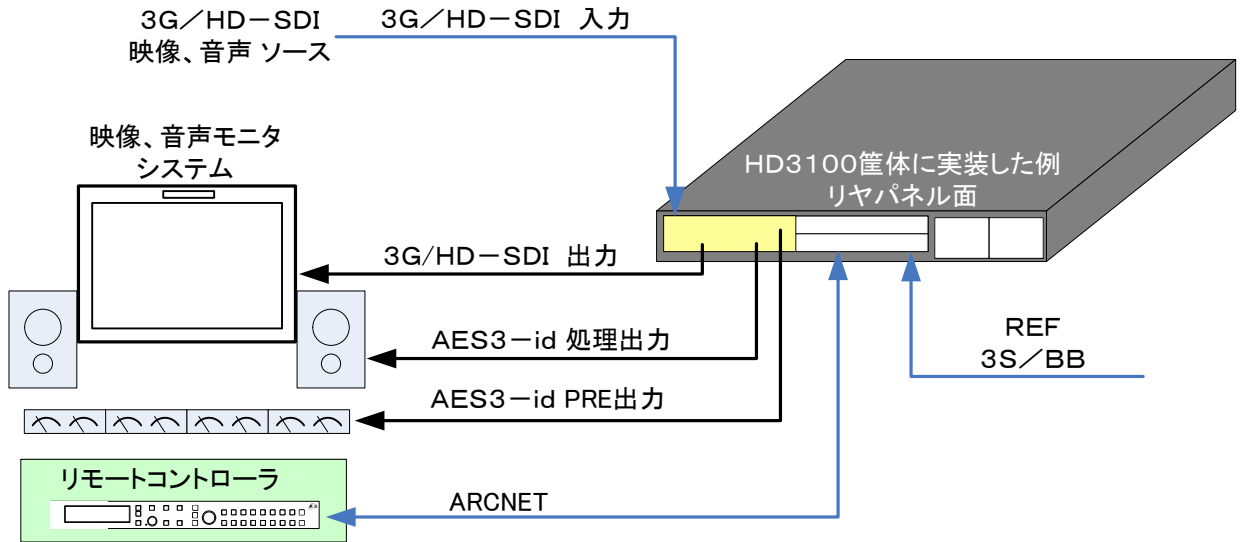 3G／HD－SDI
映像、音声 ソース
3G／HD－SDI 入力
映像、音声モニタ
システム
HD3100筐体に実装した例
リヤパネル面
3G/HD－SDI 出力
AES3－id 処理出力
AES3－id PRE出力
REF
3S／BB
リモートコントローラ
ARCNET